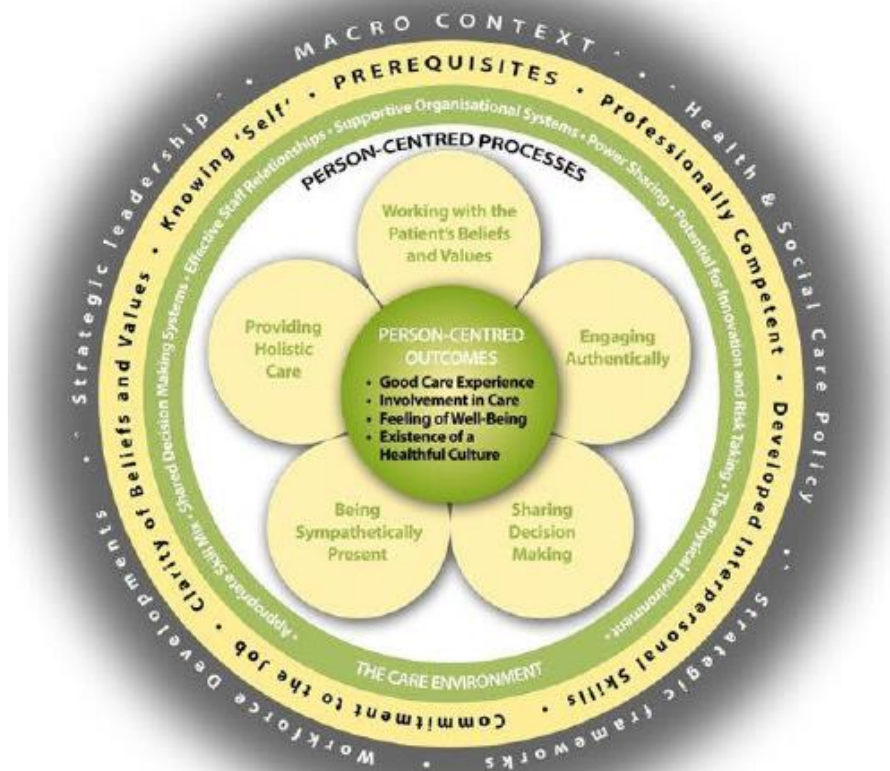 MACRO CONTEXT
Health & Social Care Policy
Strategic frameworks
Workforce Developments
Strategic leadership
PREREQUISITES • Professionally Competent • Developed Interpersonal Skills • Commitment to the Job • Clarity of Beliefs and Values • Knowing 'Self' •
THE CARE ENVIRONMENT
• Appropriate Skill Mix • Shared Decision Making Systems • Effective Staff Relationships • Supportive Organisational Systems • Power Sharing • Potential for Innovation and Risk Taking • The Physical Environment •
PERSON-CENTRED PROCESSES
Working with the
Patient's Beliefs
and Values
Providing
Holistic
Care
Engaging
Authentically
PERSON-CENTRED
OUTCOMES
• Good Care Experience
• Involvement in Care
• Feeling of Well-Being
• Existence of a
Healthful Culture
Being
Sympathetically
Present
Sharing
Decision
Making